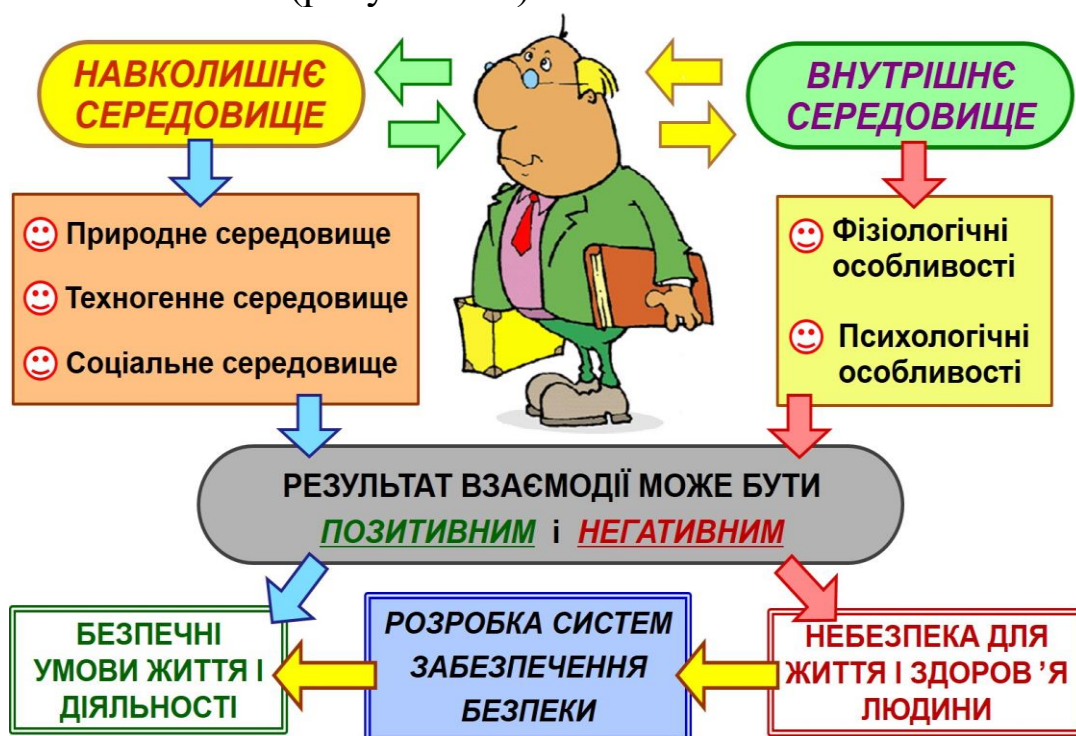 НАВКОЛИШНЄ
СЕРЕДОВИЩЕ
ВНУТРІШНЄ
СЕРЕДОВИЩЕ
Природне середовище
Техногенне середовище
Соціальне середовище
Фізіологічні
особливості
Психологічні
особливості
РЕЗУЛЬТАТ ВЗАЄМОДІЇ МОЖЕ БУТИ
ПОЗИТИВНИМ і НЕГАТИВНИМ
БЕЗПЕЧНІ
УМОВИ ЖИТТЯ І
ДІЯЛЬНОСТІ
РОЗРОБКА СИСТЕМ
ЗАБЕЗПЕЧЕННЯ
БЕЗПЕКИ
НЕБЕЗПЕКА ДЛЯ
ЖИТТЯ І ЗДОРОВ ’Я
ЛЮДИНИ